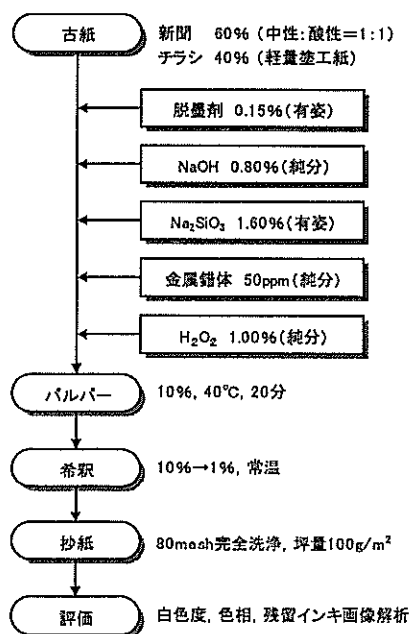 古紙
新聞 60%（中性:酸性=1:1）
チラシ 40%（軽量塗工紙）
脱墨剤 0.15%（有姿）
NaOH 0.80%（純分）
Na₂SiO₃ 1.60%（有姿）
金属錯体 50ppm（純分）
H₂O₂ 1.00%（純分）
パルパー
10%, 40℃, 20分
希釈
10%→1%, 常温
抄紙
80mesh完全洗浄, 坪量100g/m²
評価
白色度, 色相, 残留インキ画像解析